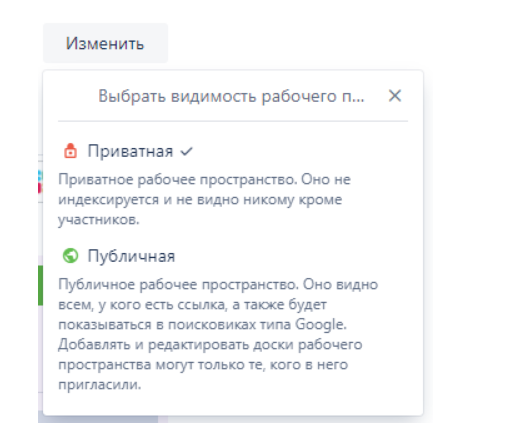 Изменить
Выбрать видимость рабочего п...
Приватная
Приватное рабочее пространство. Оно не
индексируется и не видно никому кроме
участников.
Публичная
Публичное рабочее пространство. Оно видно
всем, у кого есть ссылка, а также будет
показываться в поисковиках типа Google.
Добавлять и редактировать доски рабочего
пространства могут только те, кого в него
пригласили.